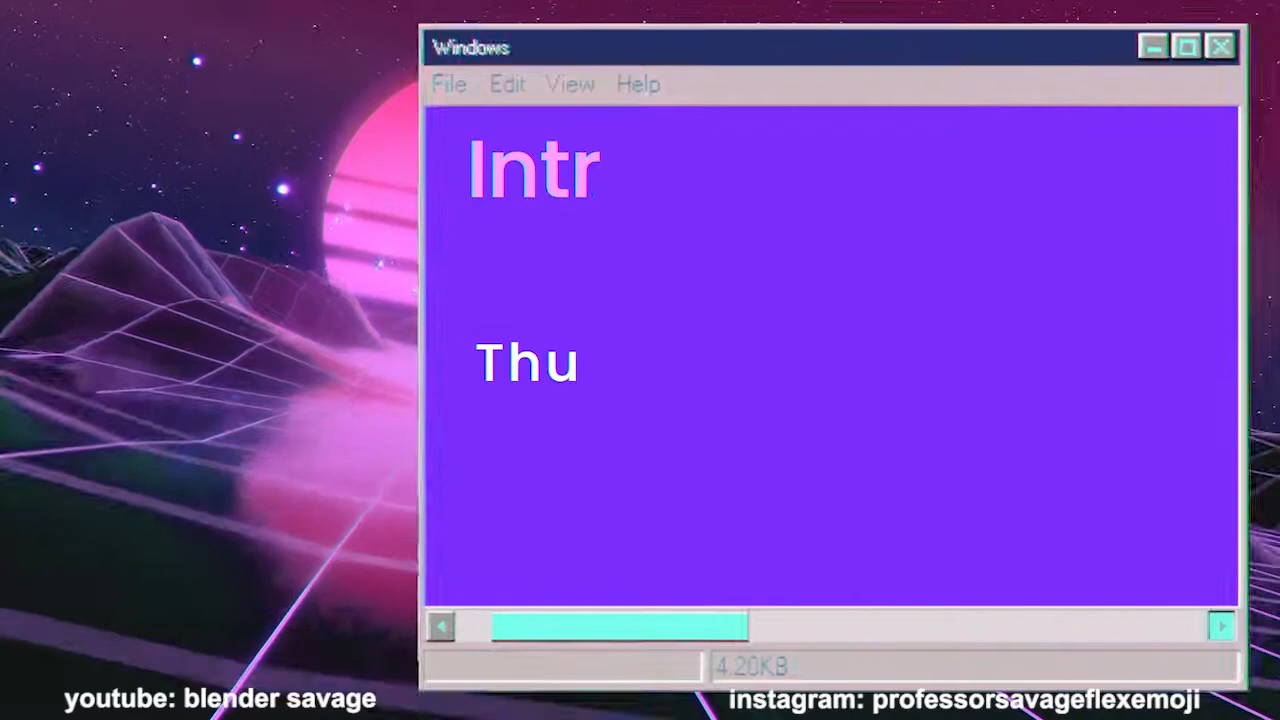 Windows
File Edit View Help
Intr
Thu
4.20KB
youtube: blender savage
instagram: professorsavageflexemoji